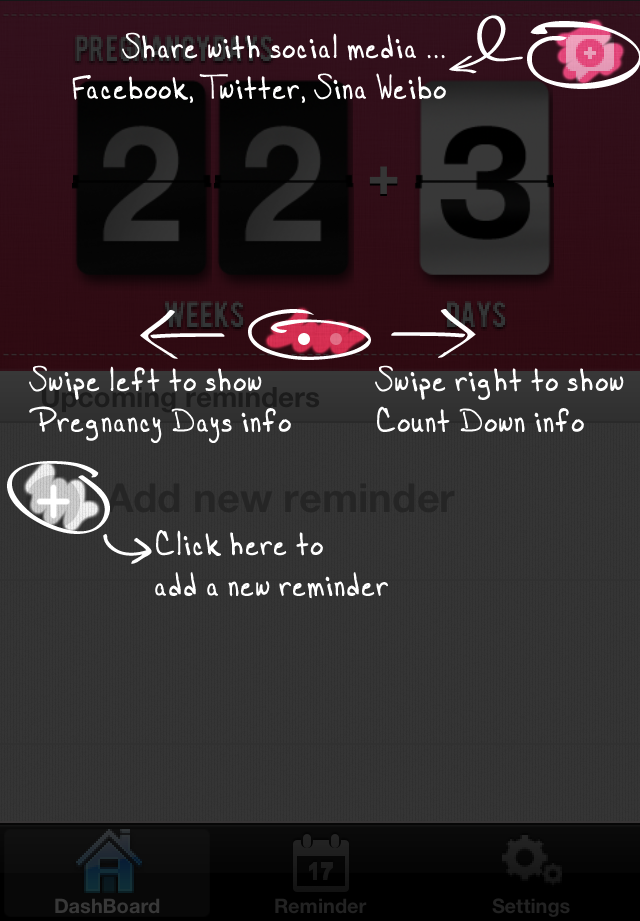 PREGNANCY DAYS
Share with social media ...
Facebook, Twitter, Sina Weibo
22 + 3
WEEKS DAYS
Swipe left to show
Pregnancy Days info
Swipe right to show
Count Down info
Upcoming reminders
Add new reminder
Click here to
add a new reminder
17
DashBoard Reminder Settings